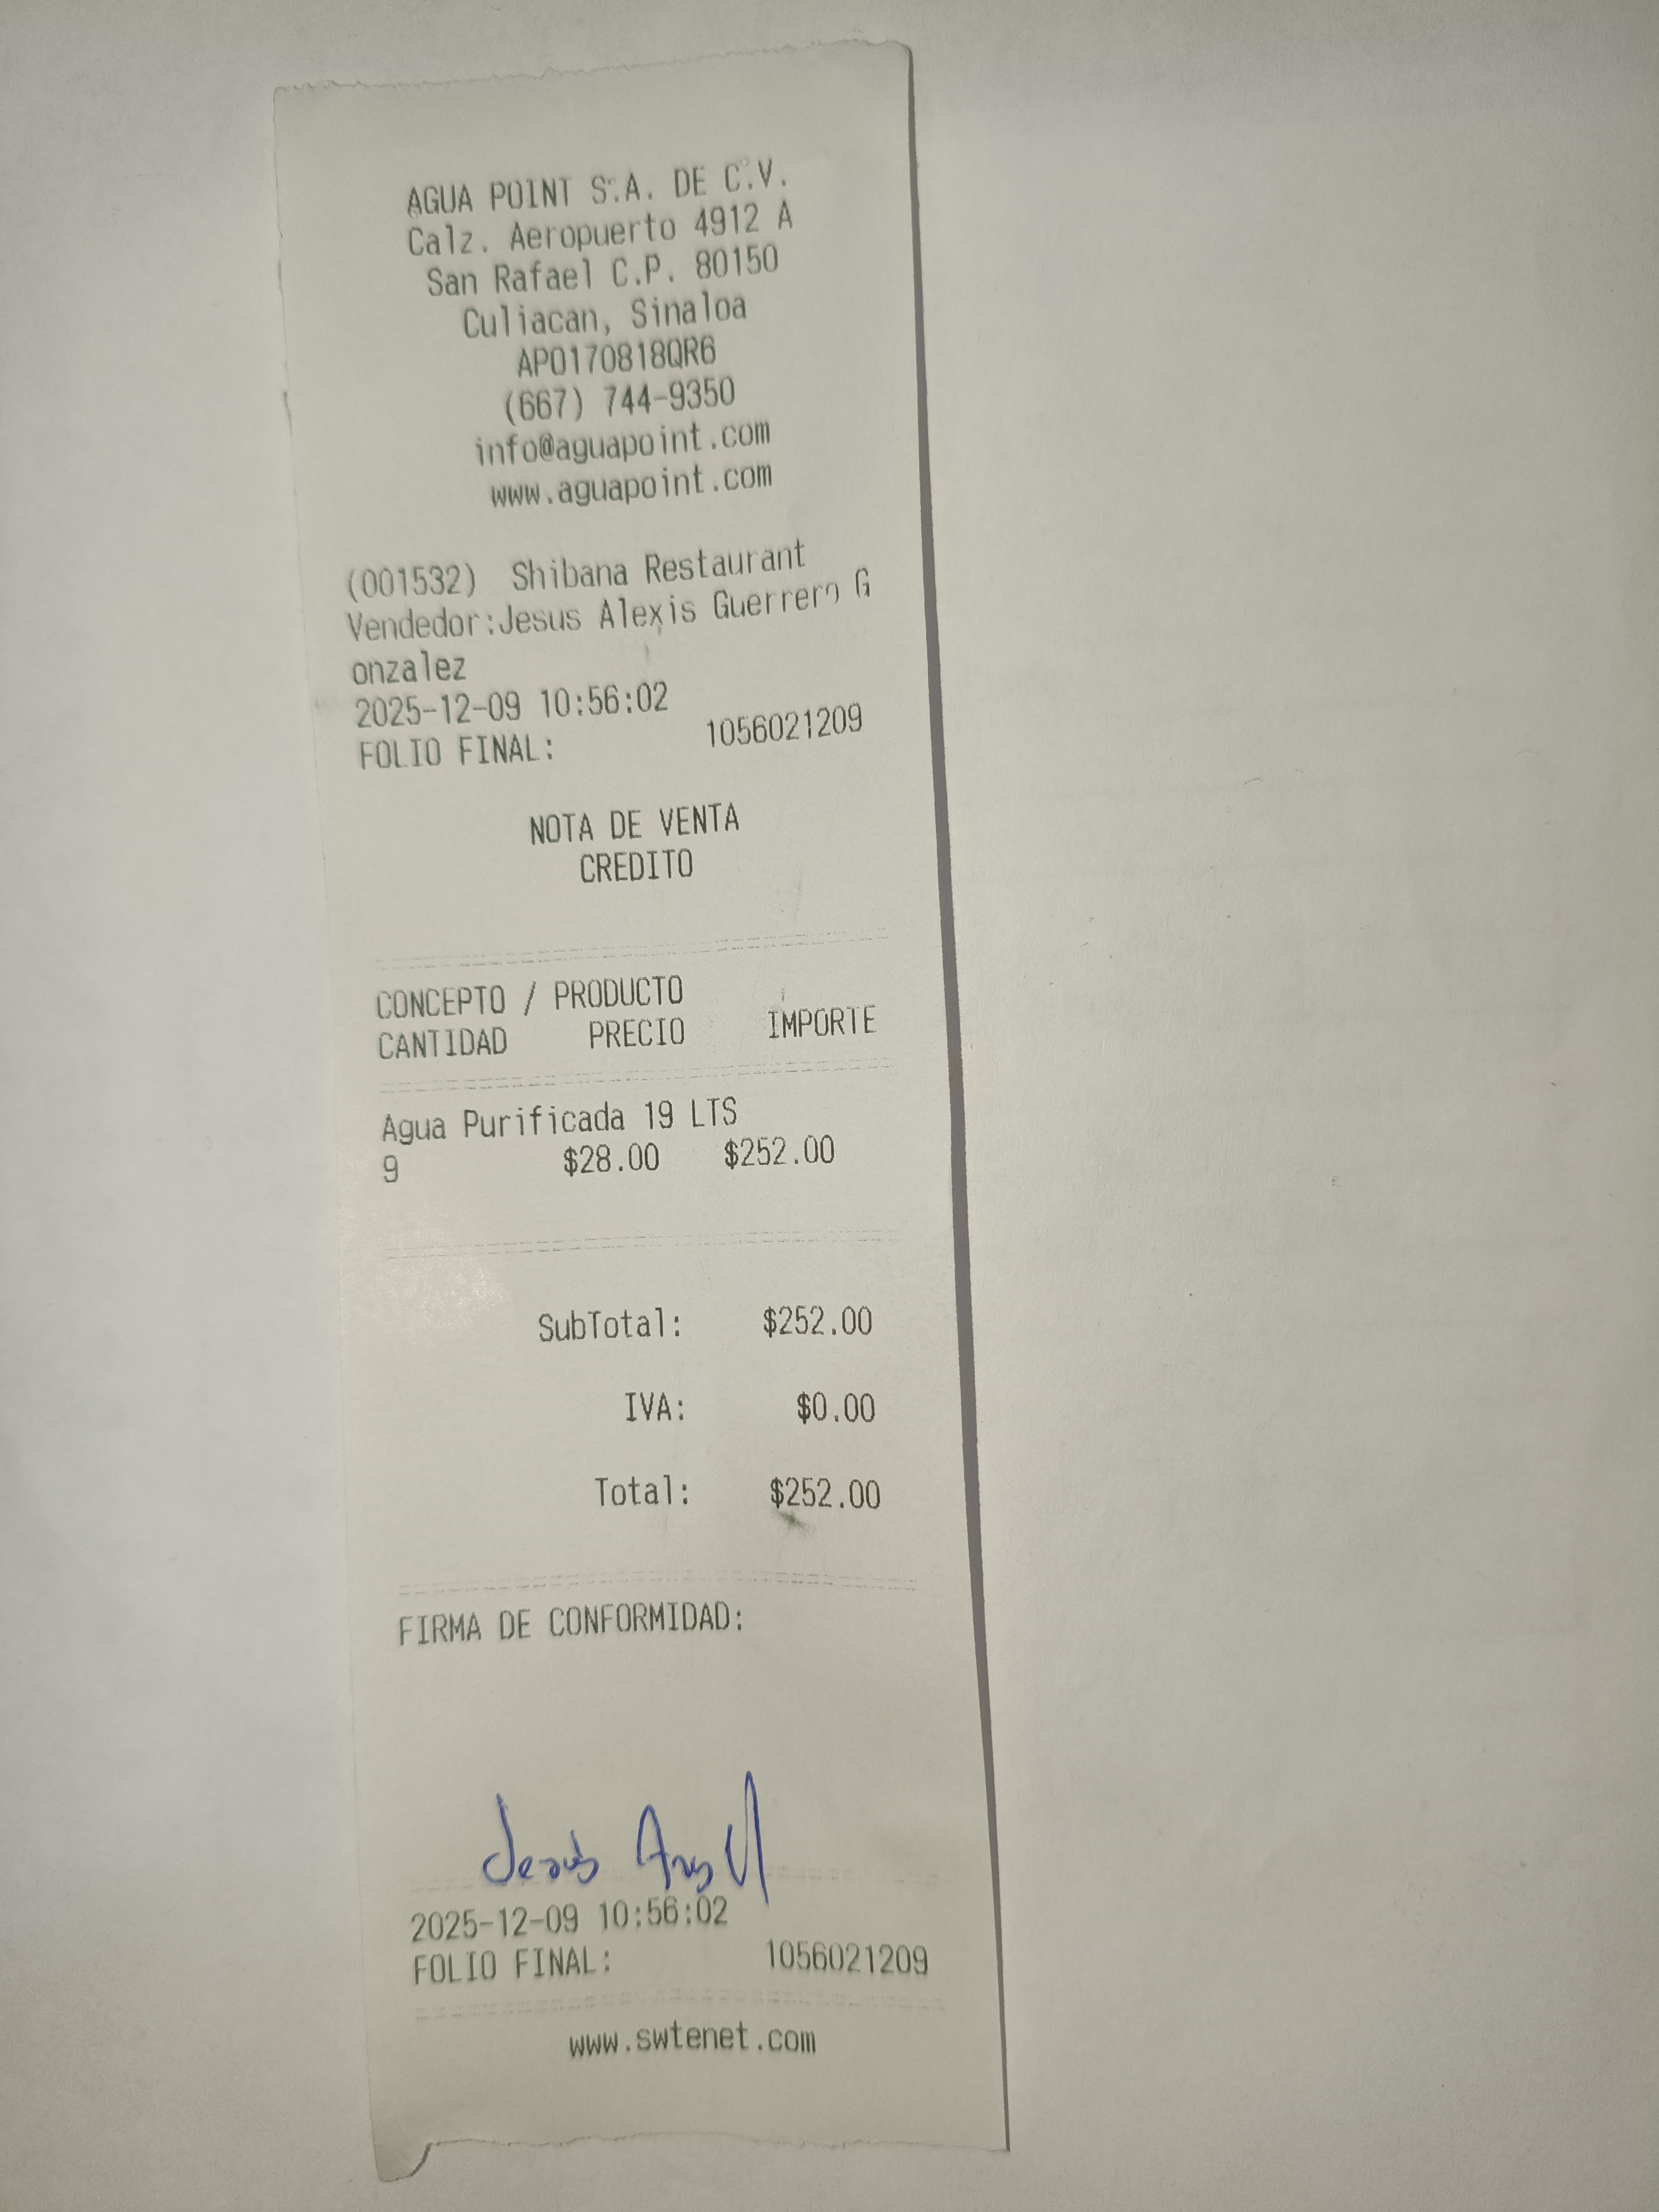 AGUA POINT S.A. DE C.V.
Calz. Aeropuerto 4912 A
San Rafael C.P. 80150
Culiacan, Sinaloa
APO170818QR6
(667) 744-9350
info@aguapoint.com
www.aguapoint.com
(001532) Shibana Restaurant
Vendedor:Jesus Alexis Guerrero G
onzalez
2025-12-09 10:56:02
FOLIO FINAL: 1056021209
NOTA DE VENTA
CREDITO
CONCEPTO / PRODUCTO
CANTIDAD PRECIO IMPORTE
Agua Purificada 19 LTS
9 $28.00 $252.00
SubTotal: $252.00
IVA: $0.00
Total: $252.00
FIRMA DE CONFORMIDAD:
Jesús
2025-12-09 10:56:02
FOLIO FINAL: 1056021209
www.swtenet.com